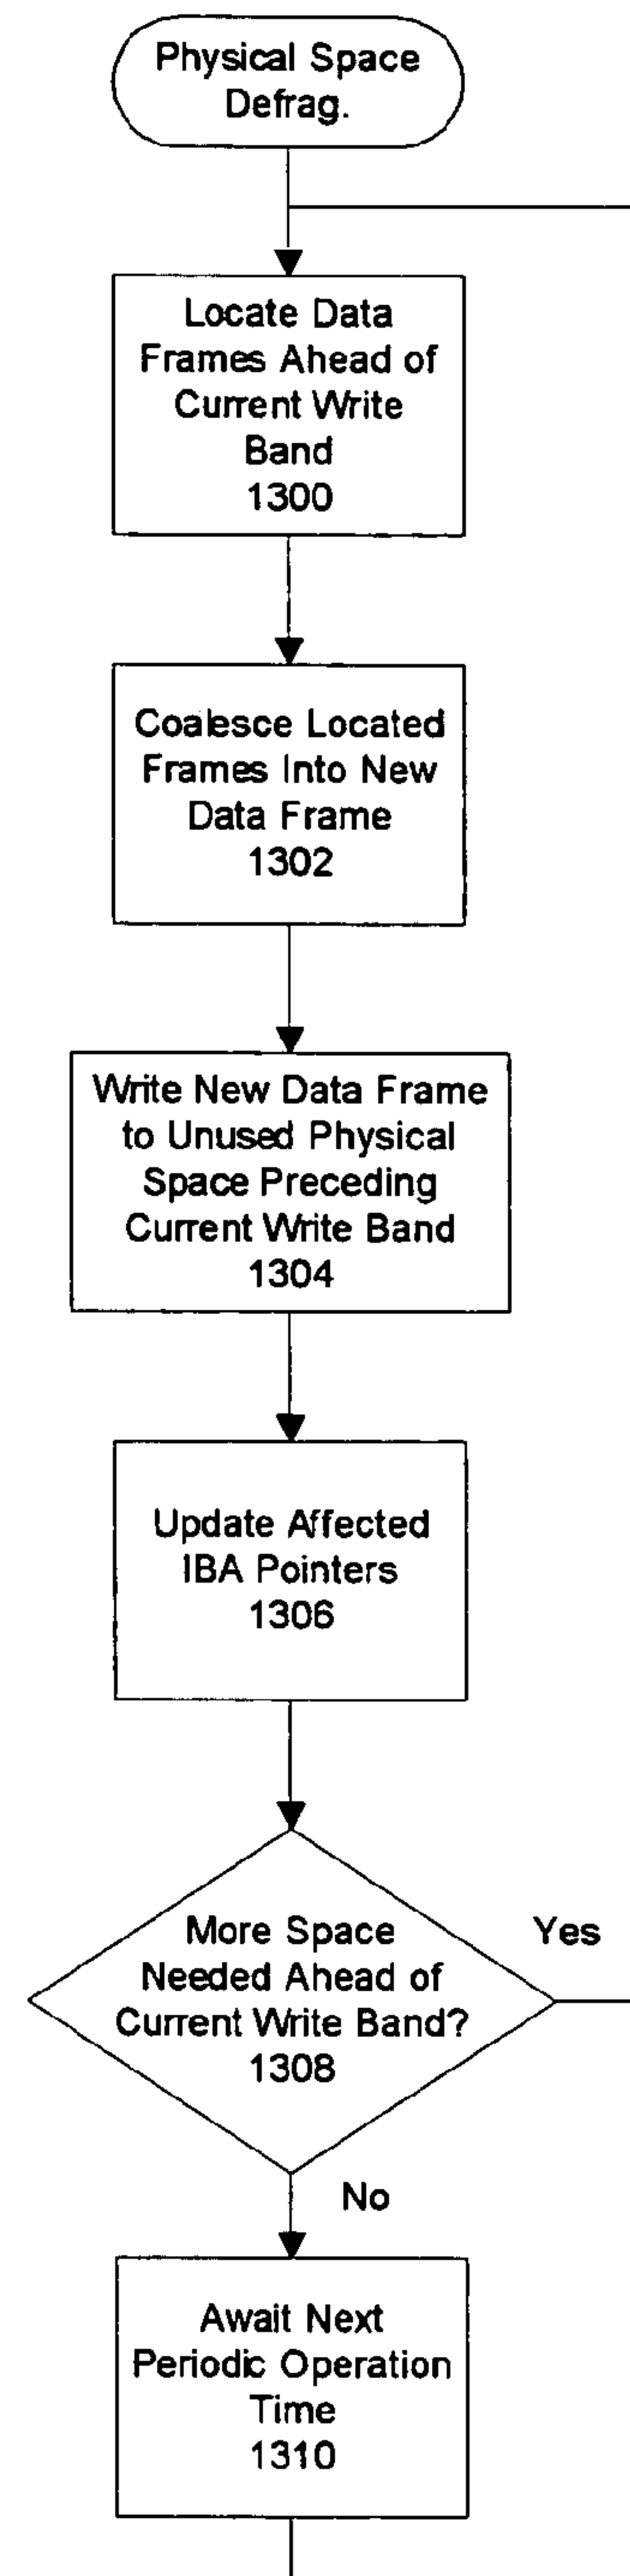 Physical Space
Defrag.
Locate Data
Frames Ahead of
Current Write
Band
1300
Coalesce Located
Frames Into New
Data Frame
1302
Write New Data Frame
to Unused Physical
Space Preceding
Current Write Band
1304
Update Affected
IBA Pointers
1306
More Space
Needed Ahead of
Current Write Band?
1308
Yes
No
Await Next
Periodic Operation
Time
1310